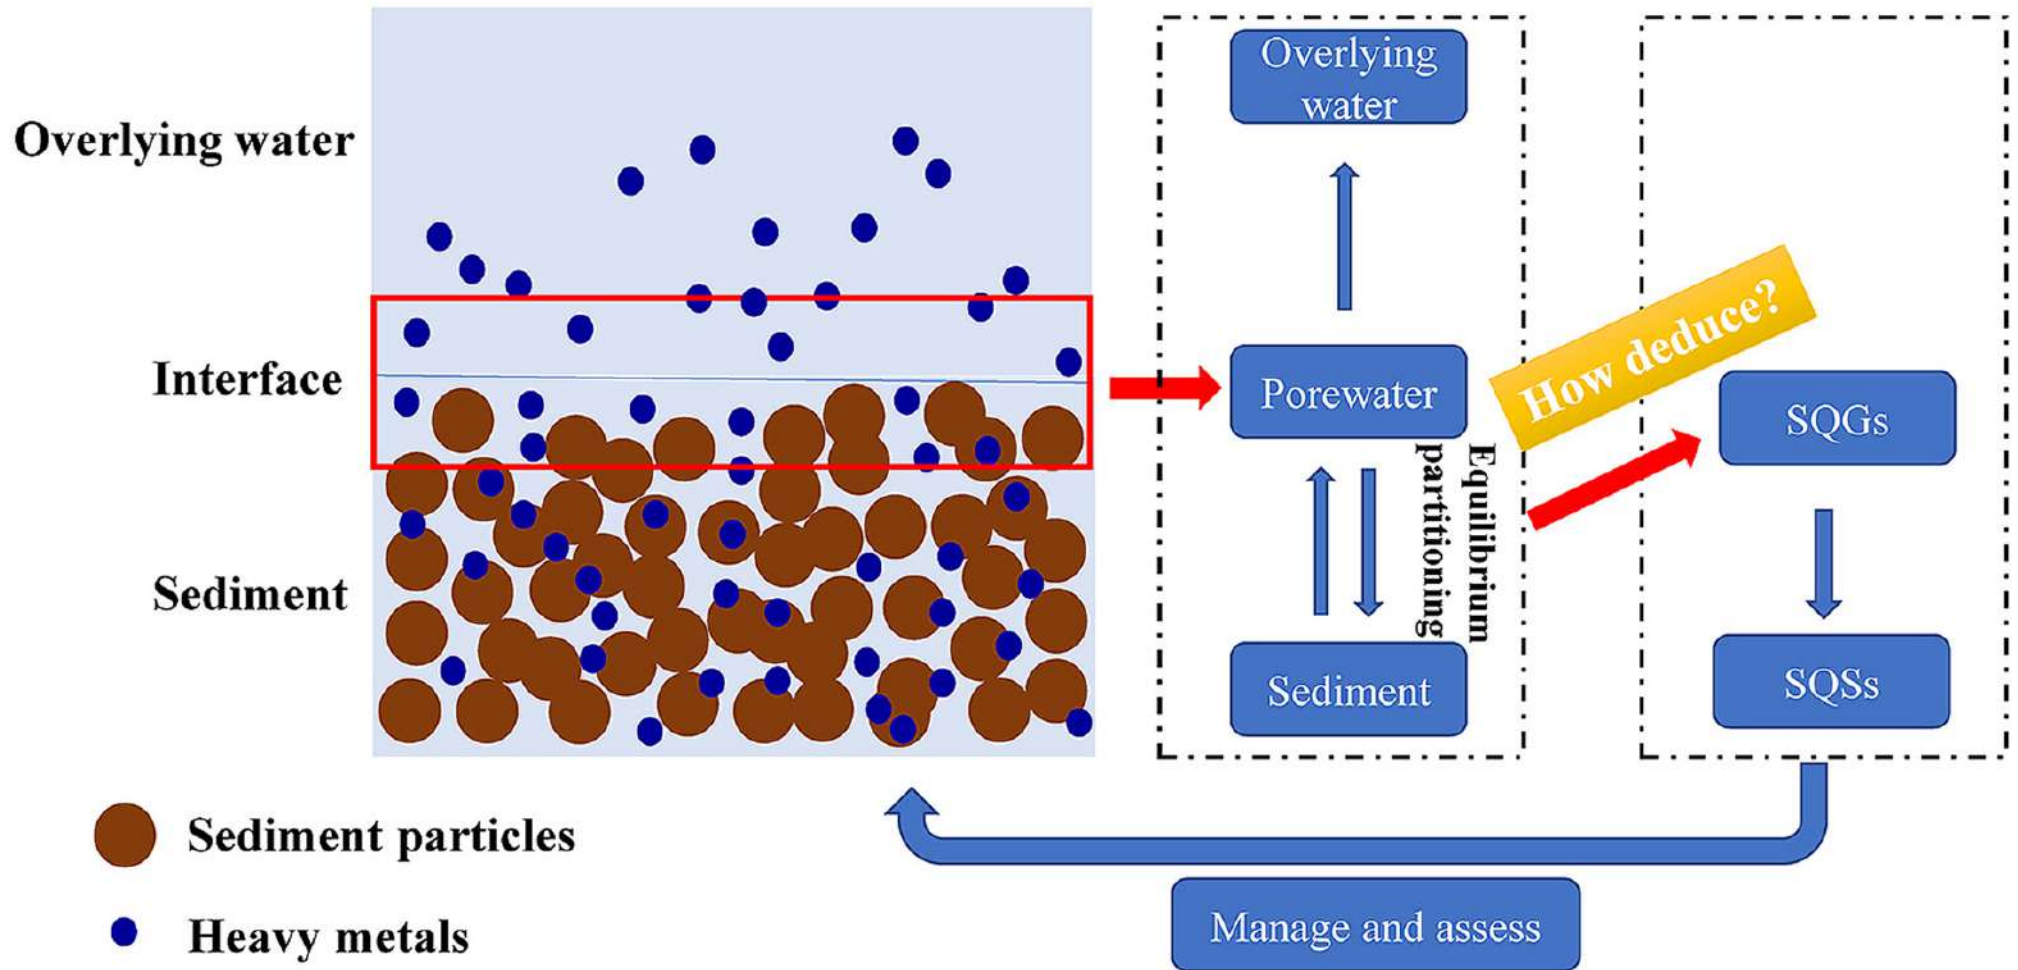 Overlying water
Interface
Sediment
Sediment particles
Heavy metals
Overlying
water
Porewater
Equilibrium
partitioning
Sediment
How deduce?
SQGs
SQSs
Manage and assess